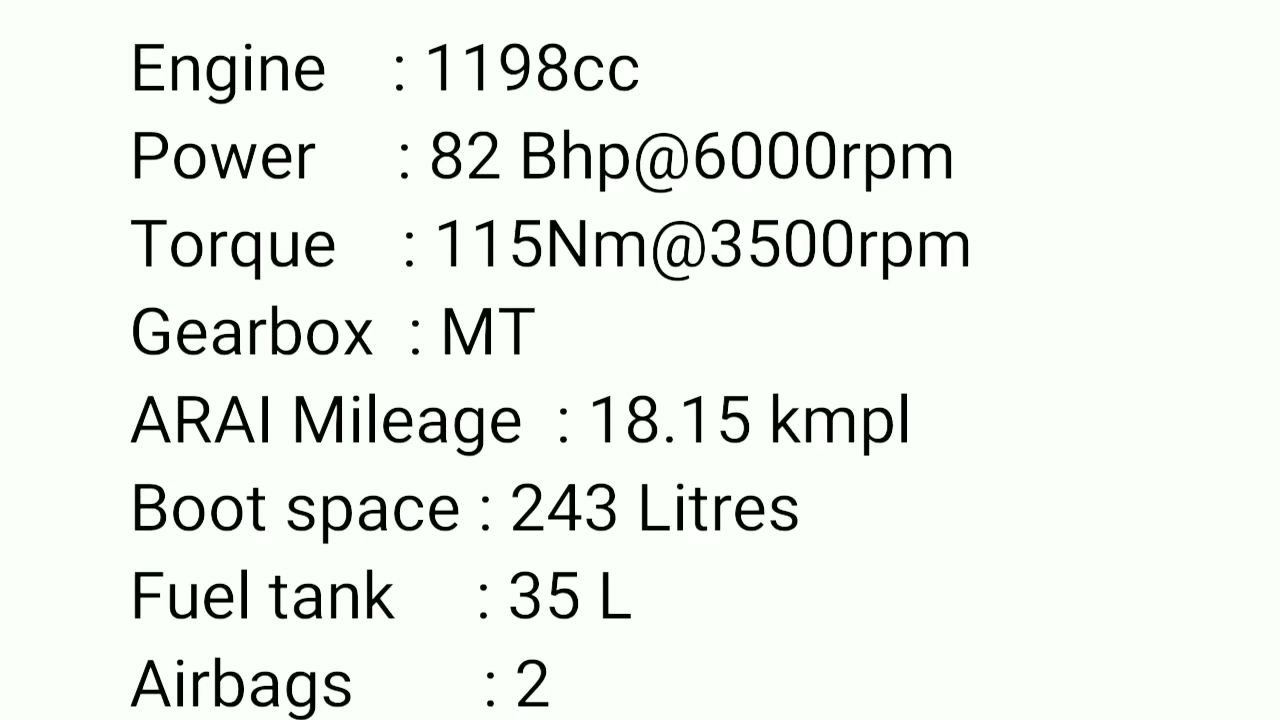 Engine : 1198cc
Power : 82 Bhp@6000rpm
Torque : 115Nm@3500rpm
Gearbox : MT
ARAI Mileage : 18.15 kmpl
Boot space : 243 Litres
Fuel tank : 35 L
Airbags : 2